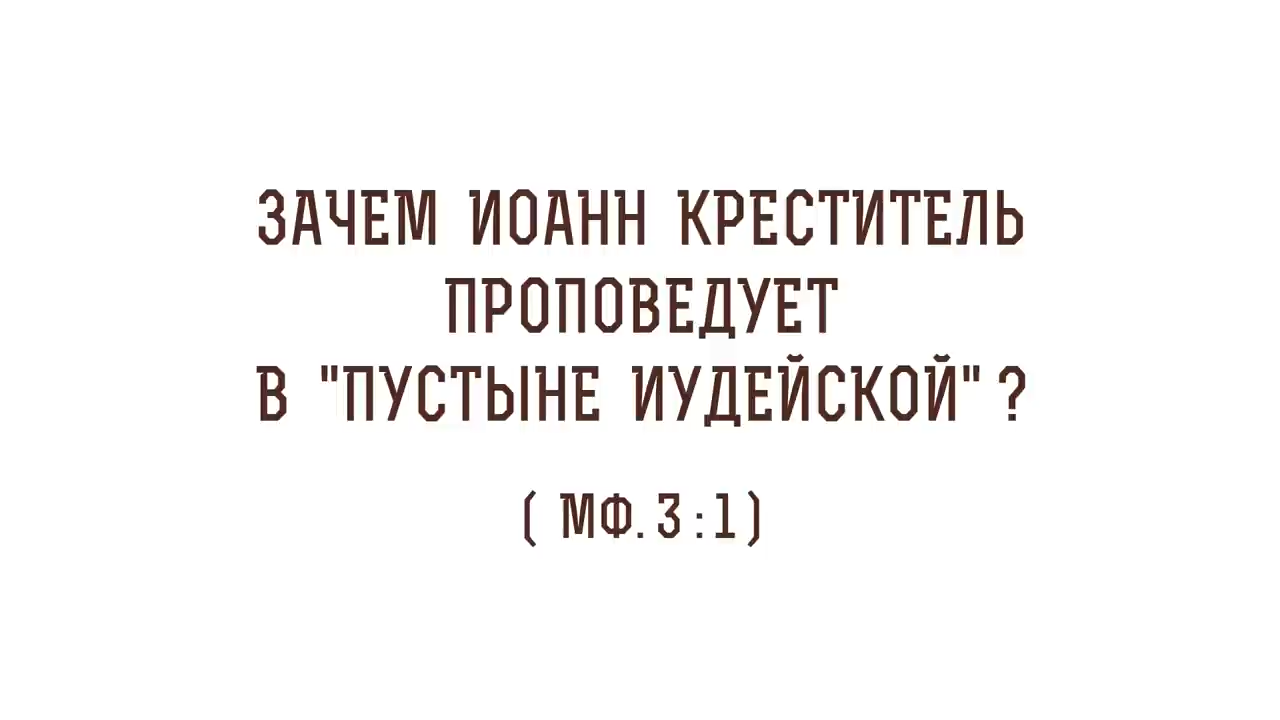 ЗАЧЕМ ИОАНН КРЕСТИТЕЛЬ
ПРОПОВЕДУЕТ
В "ПУСТЫНЕ ИУДЕЙСКОЙ"?
( МФ.3:1)